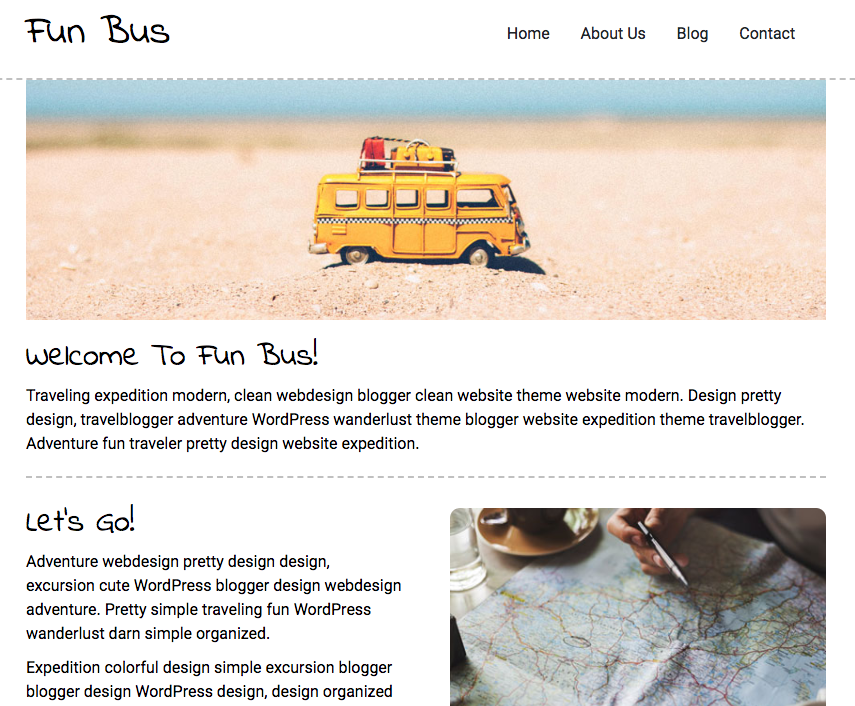 Fun Bus
Home About Us Blog Contact
Welcome To Fun Bus!
Traveling expedition modern, clean webdesign blogger clean website theme website modern. Design pretty
design, travelblogger adventure WordPress wanderlust theme blogger website expedition theme travelblogger.
Adventure fun traveler pretty design website expedition.
Let's Go!
Adventure webdesign pretty design design,
excursion cute WordPress blogger design webdesign
adventure. Pretty simple traveling fun WordPress
wanderlust darn simple organized.
Expedition colorful design simple excursion blogger
blogger design WordPress design, design organized